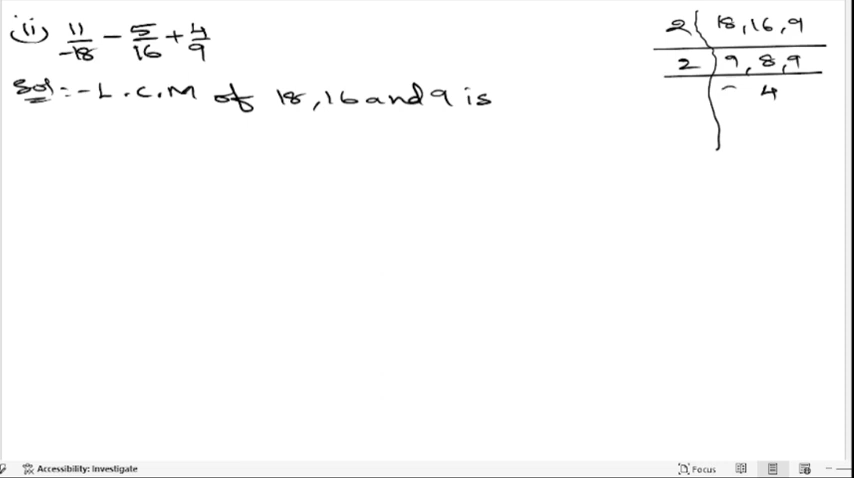 (ii) 11/-18 - 5/16 + 4/9
Sol:- L.C.M of 18,16 and 9 is
2 18,16,9
2 9,8,9
4
Accessibility: Investigate
Focus